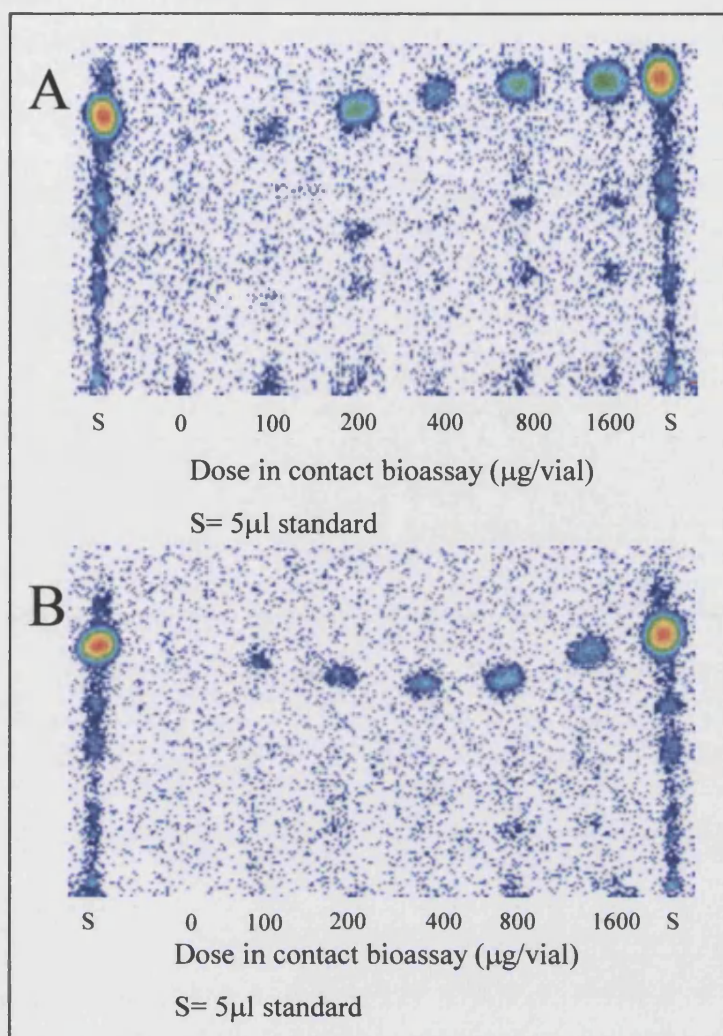 A
S 0 100 200 400 800 1600 S
Dose in contact bioassay (µg/vial)
S= 5µl standard
B
S 0 100 200 400 800 1600 S
Dose in contact bioassay (µg/vial)
S= 5µl standard